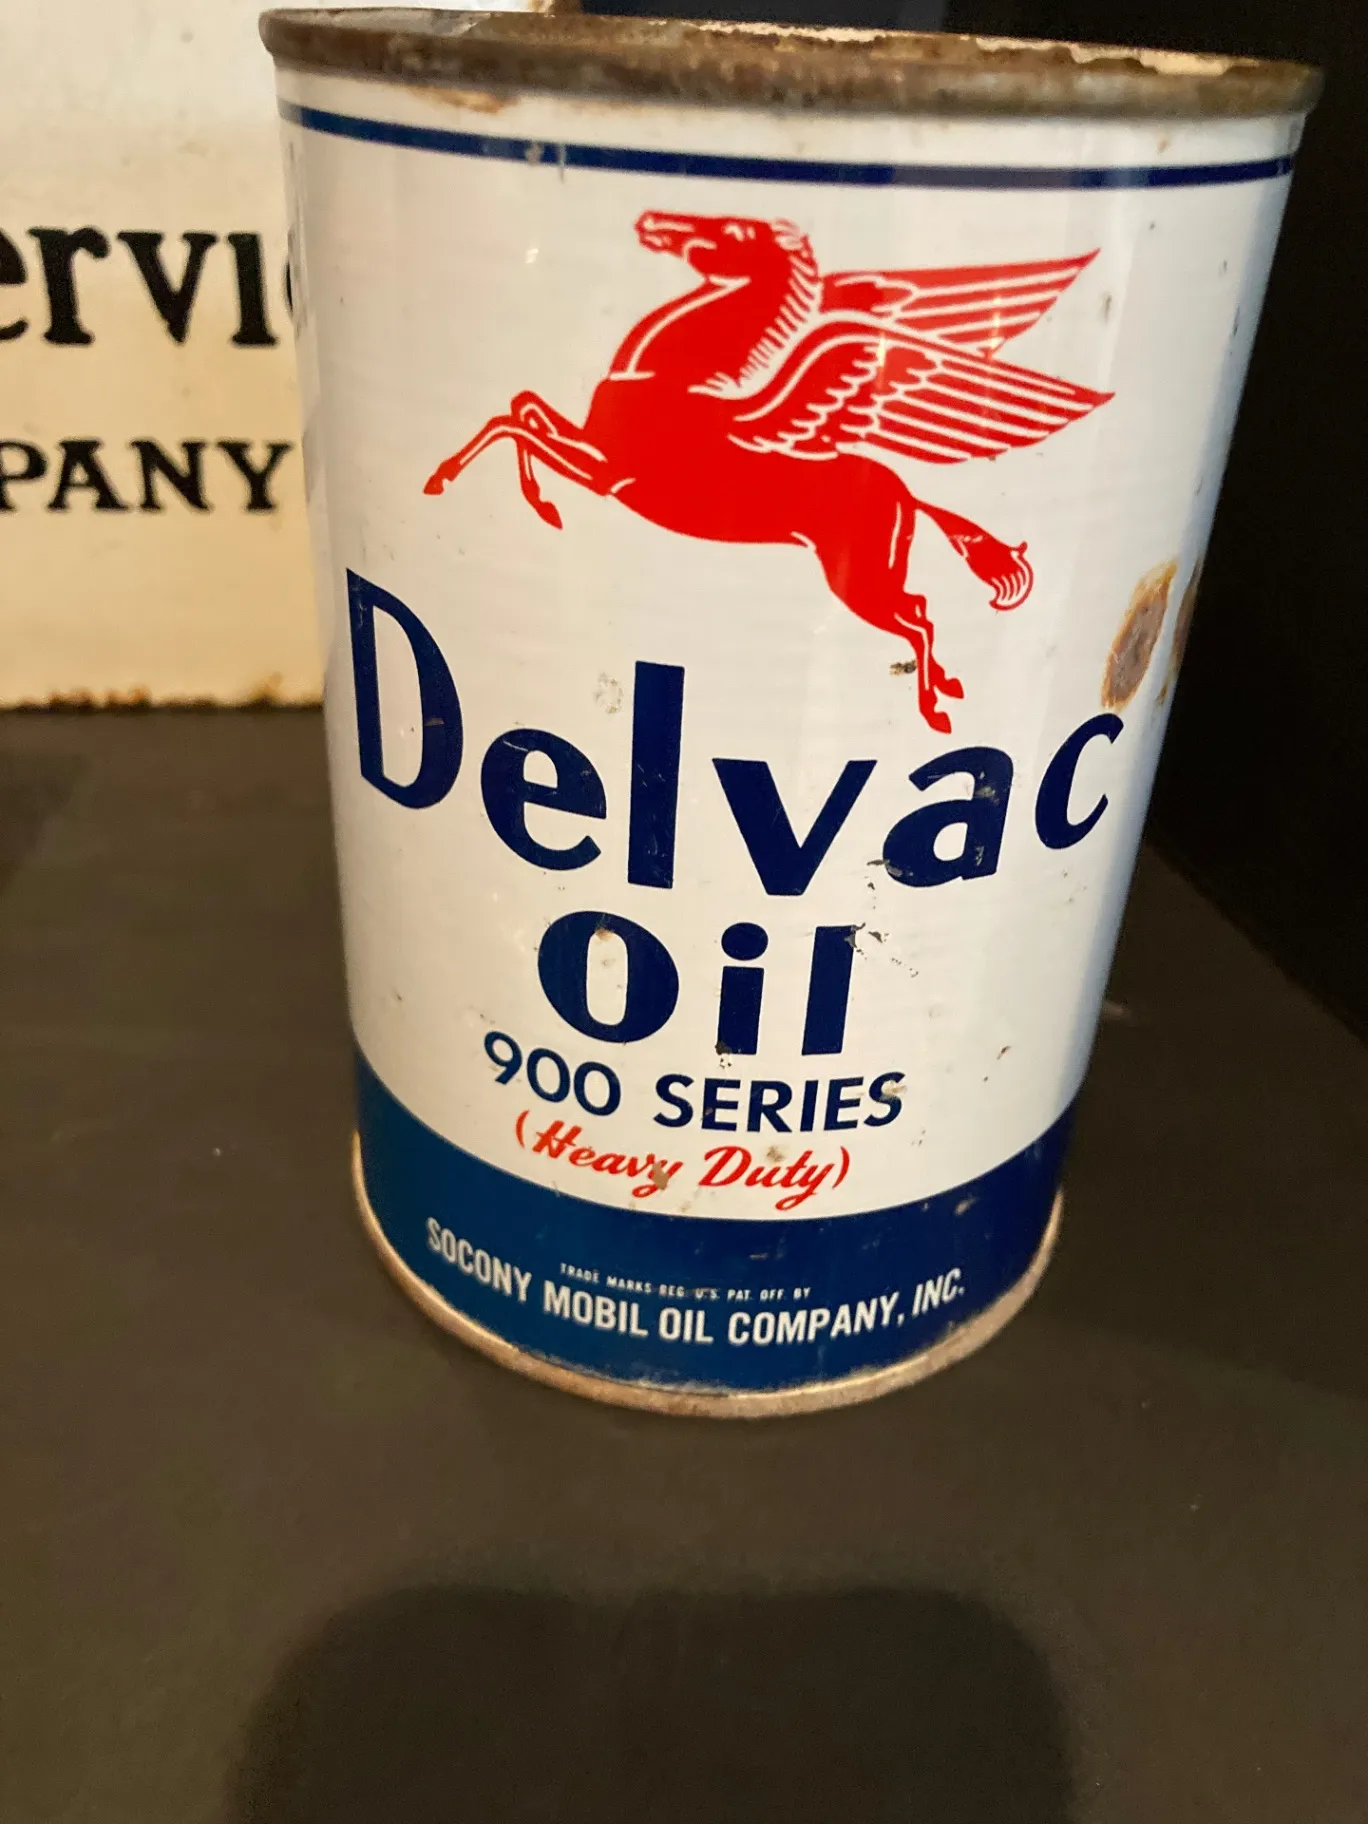 ervi
PANY
Delvac
Oil
900 SERIES
(Heavy Duty)
TRADE MARKS REG. U.S. PAT. OFF. BY
SOCONY MOBIL OIL COMPANY, INC.